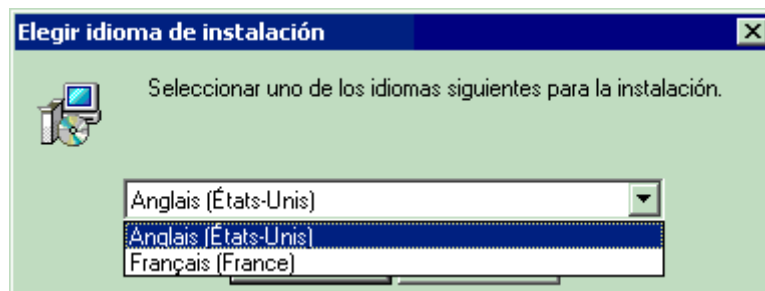 Elegir idioma de instalación
Seleccionar uno de los idiomas siguientes para la instalación.
Anglais (États-Unis)
Anglais (États-Unis)
Français (France)